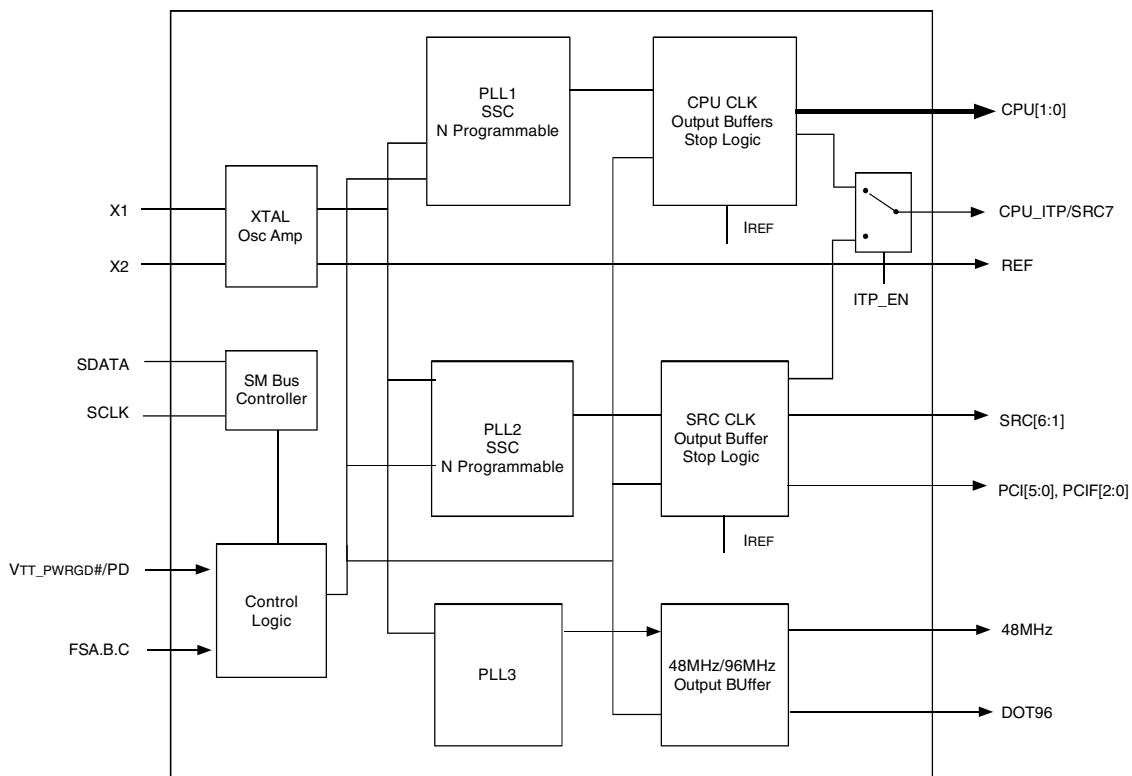 PLL1
SSC
N Programmable
CPU CLK
Output Buffers
Stop Logic
CPU[1:0]
X1
X2
XTAL
Osc Amp
IREF
CPU_ITP/SRC7
REF
ITP_EN
SDATA
SCLK
SM Bus
Controller
PLL2
SSC
N Programmable
SRC CLK
Output Buffer
Stop Logic
SRC[6:1]
PCI[5:0], PCIF[2:0]
IREF
VTT_PWRGD#/PD
FSA.B.C
Control
Logic
PLL3
48MHz/96MHz
Output BUffer
48MHz
DOT96